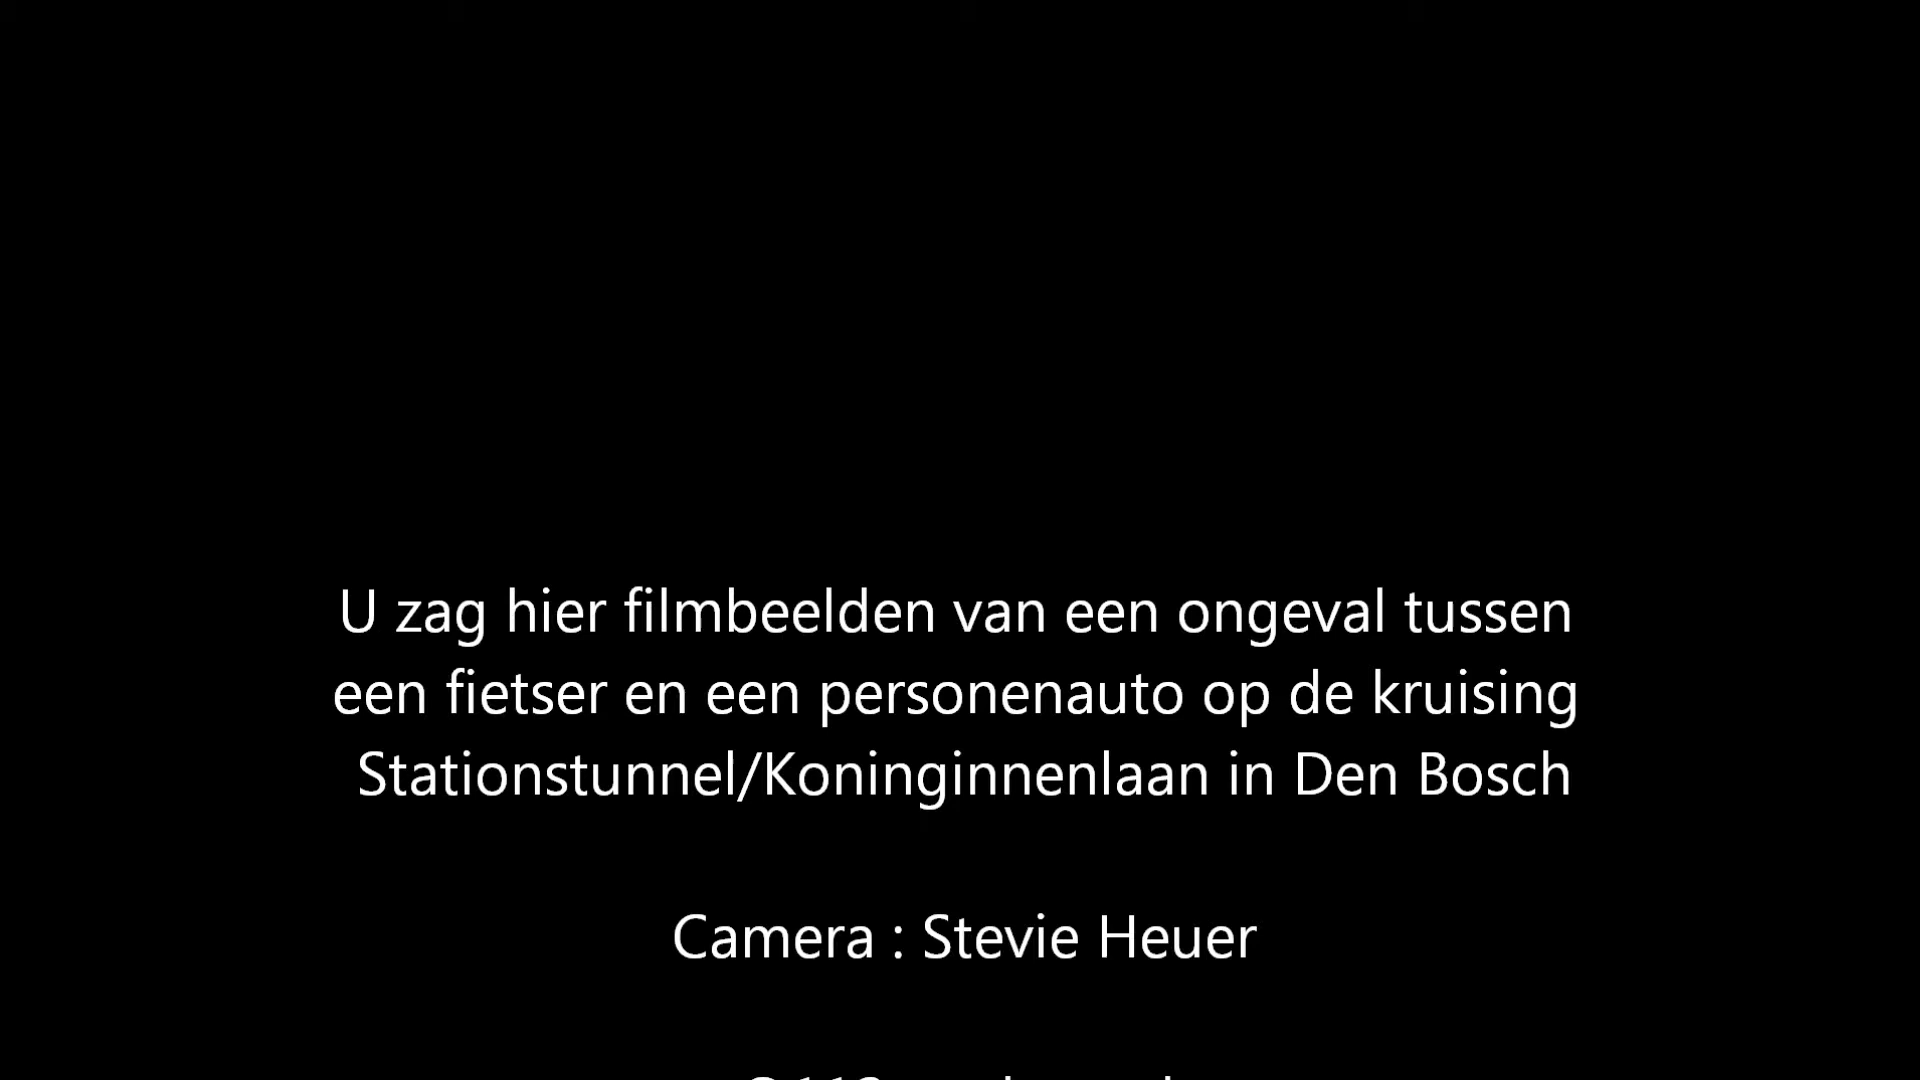 U zag hier filmbeelden van een ongeval tussen
een fietser en een personenauto op de kruising
Stationstunnel/Koninginnenlaan in Den Bosch
Camera : Stevie Heuer